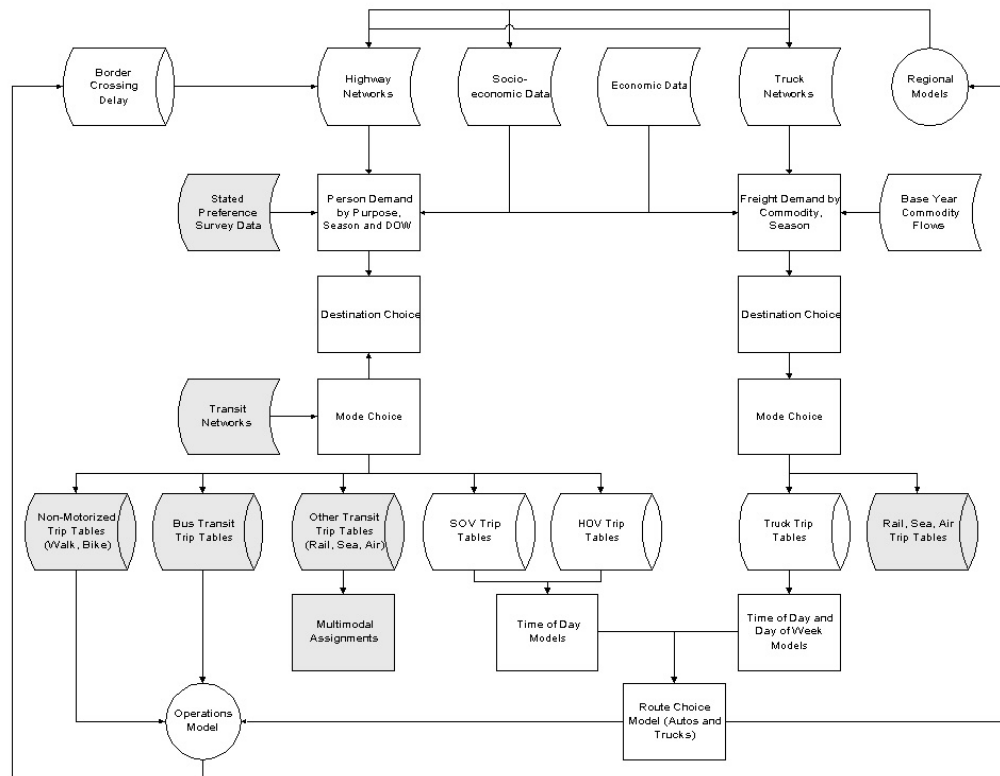 Border
Crossing
Delay
Highway
Networks
Socio-
economic Data
Economic Data
Truck
Networks
Regional
Models
Stated
Preference
Survey Data
Person Demand
by Purpose,
Season and DOW
Freight Demand by
Commodity,
Season
Base Year
Commodity
Flows
Destination Choice
Destination Choice
Transit
Networks
Mode Choice
Mode Choice
Non-Motorized
Trip Tables
(Walk, Bike)
Bus Transit
Trip Tables
Other Transit
Trip Tables
(Rail, Sea, Air)
SOV Trip
Tables
HOV Trip
Tables
Truck Trip
Tables
Rail, Sea, Air
Trip Tables
Multimodal
Assignments
Time of Day
Models
Time of Day and
Day of Week
Models
Operations
Model
Route Choice
Model (Autos and
Trucks)